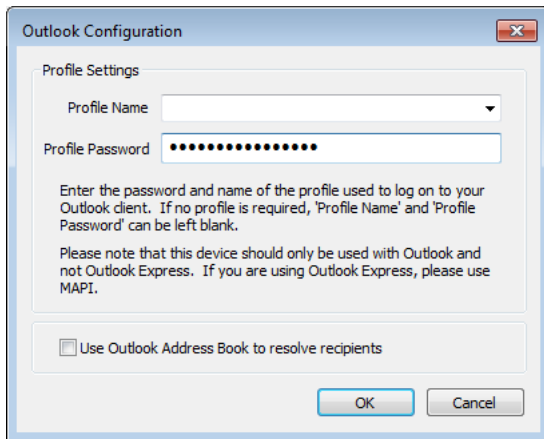 Outlook Configuration
Profile Settings
Profile Name
Profile Password ●●●●●●●●●●●●●●●●
Enter the password and name of the profile used to log on to your
Outlook client. If no profile is required, 'Profile Name' and 'Profile
Password' can be left blank.
Please note that this device should only be used with Outlook and
not Outlook Express. If you are using Outlook Express, please use
MAPI.
Use Outlook Address Book to resolve recipients
OK Cancel